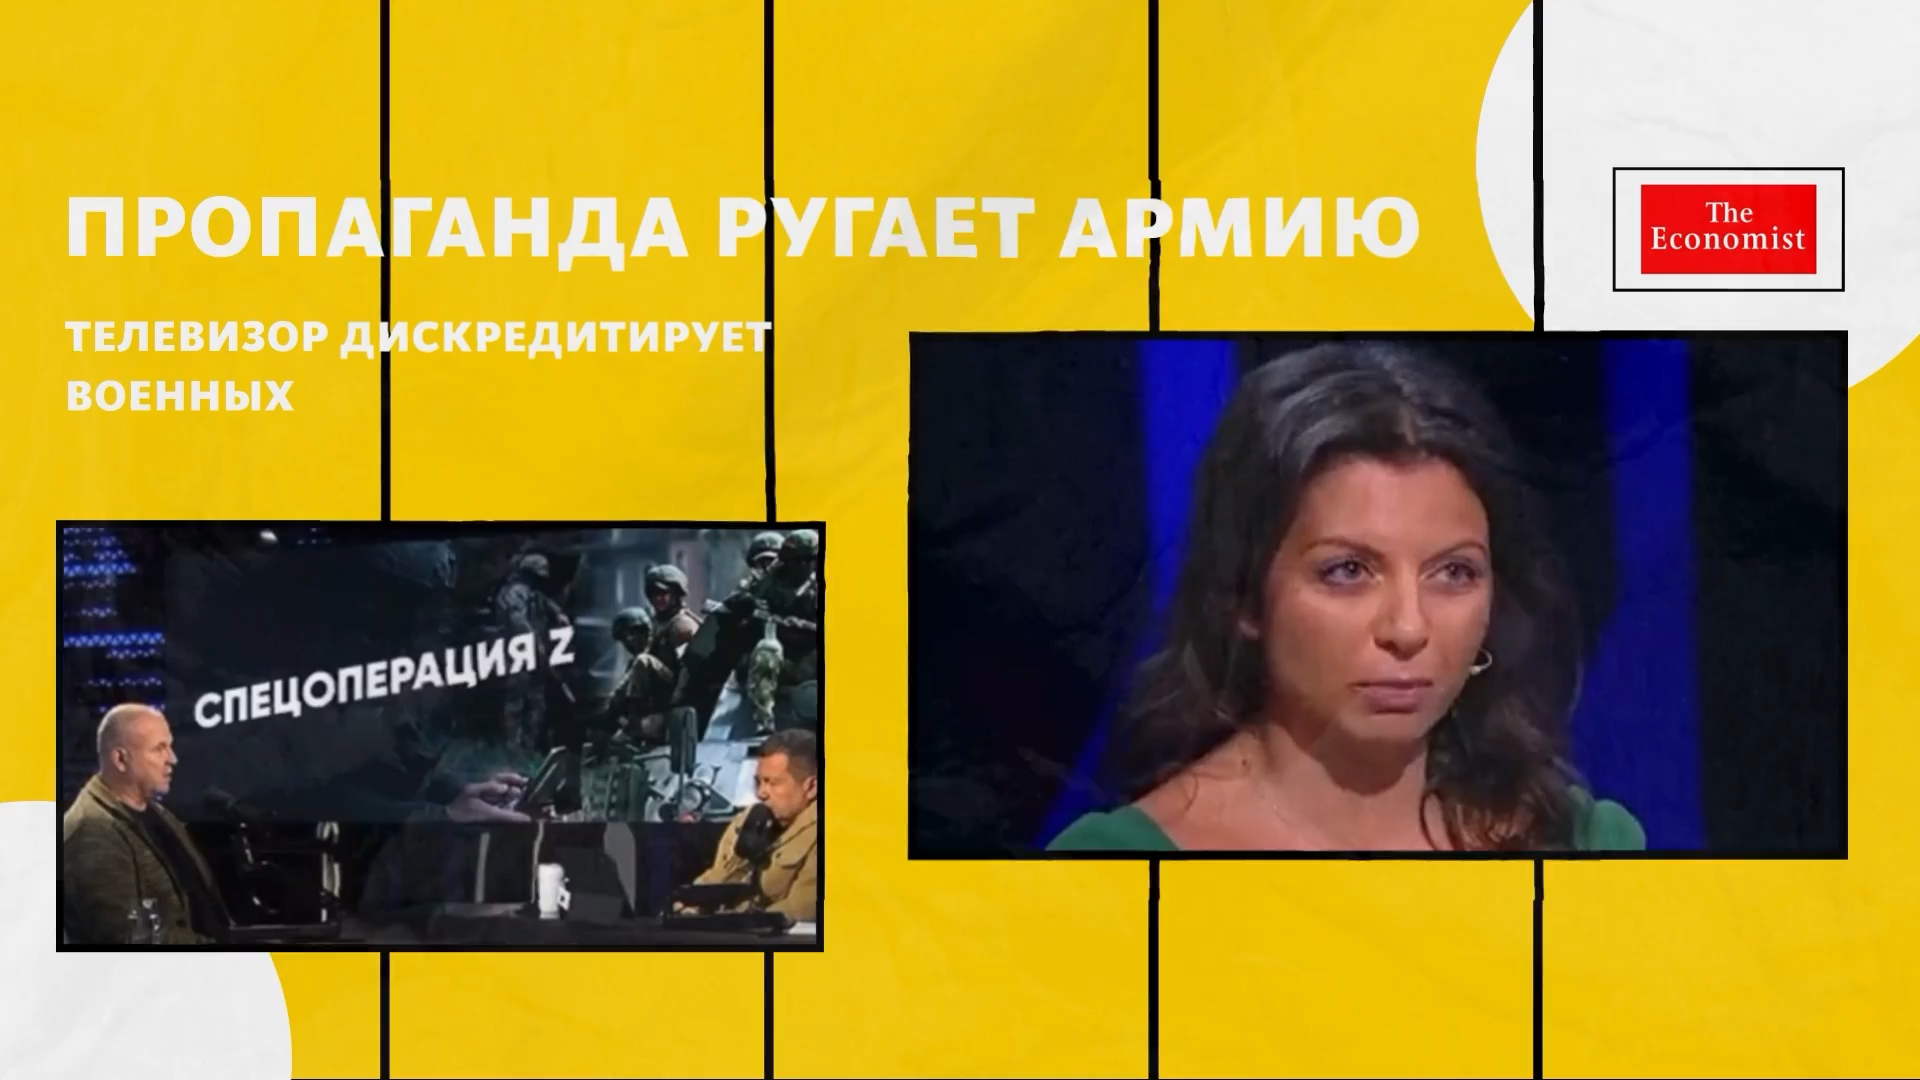 ПРОПАГАНДА РУГАЕТ АРМИЮ
The
Economist
ТЕЛЕВИЗОР ДИСКРЕДИТИРУЕТ
ВОЕННЫХ
СПЕЦОПЕРАЦИЯ Z